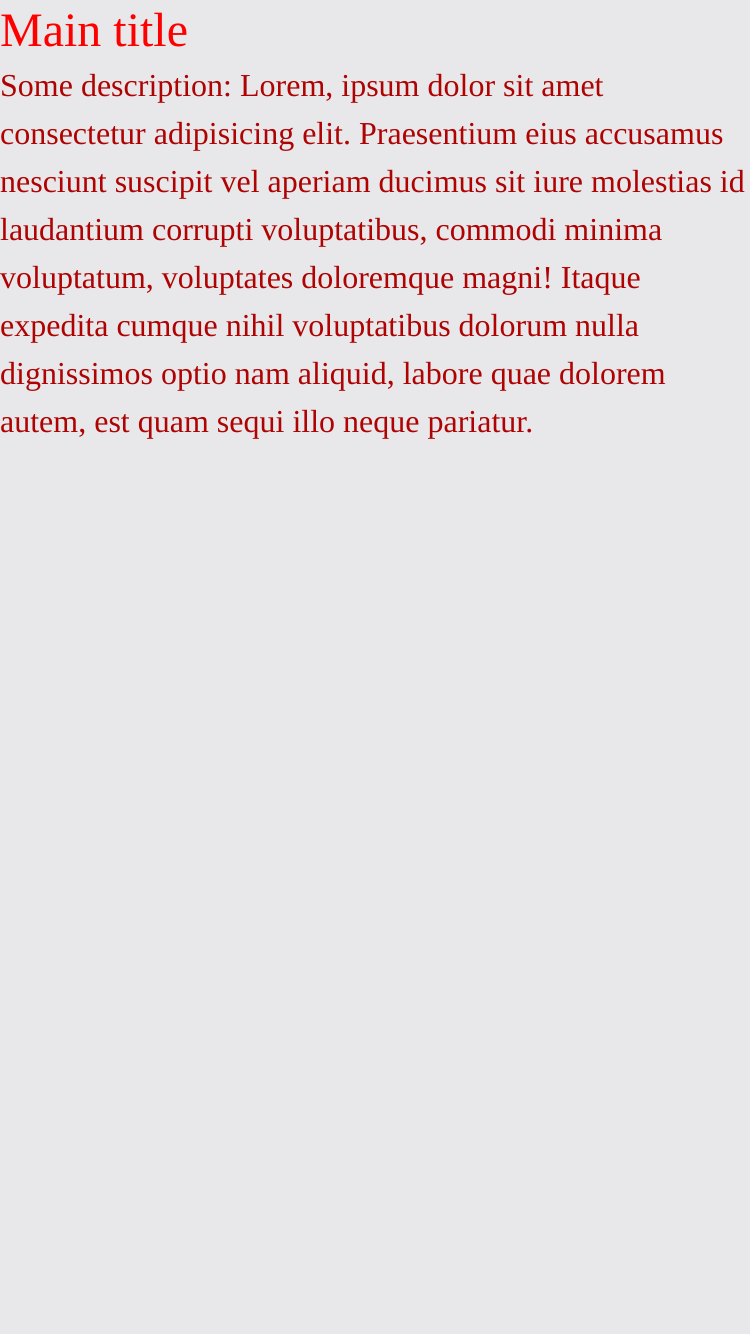 Main title
Some description: Lorem, ipsum dolor sit amet
consectetur adipisicing elit. Praesentium eius accusamus
nesciunt suscipit vel aperiam ducimus sit iure molestias id
laudantium corrupti voluptatibus, commodi minima
voluptatum, voluptates doloremque magni! Itaque
expedita cumque nihil voluptatibus dolorum nulla
dignissimos optio nam aliquid, labore quae dolorem
autem, est quam sequi illo neque pariatur.